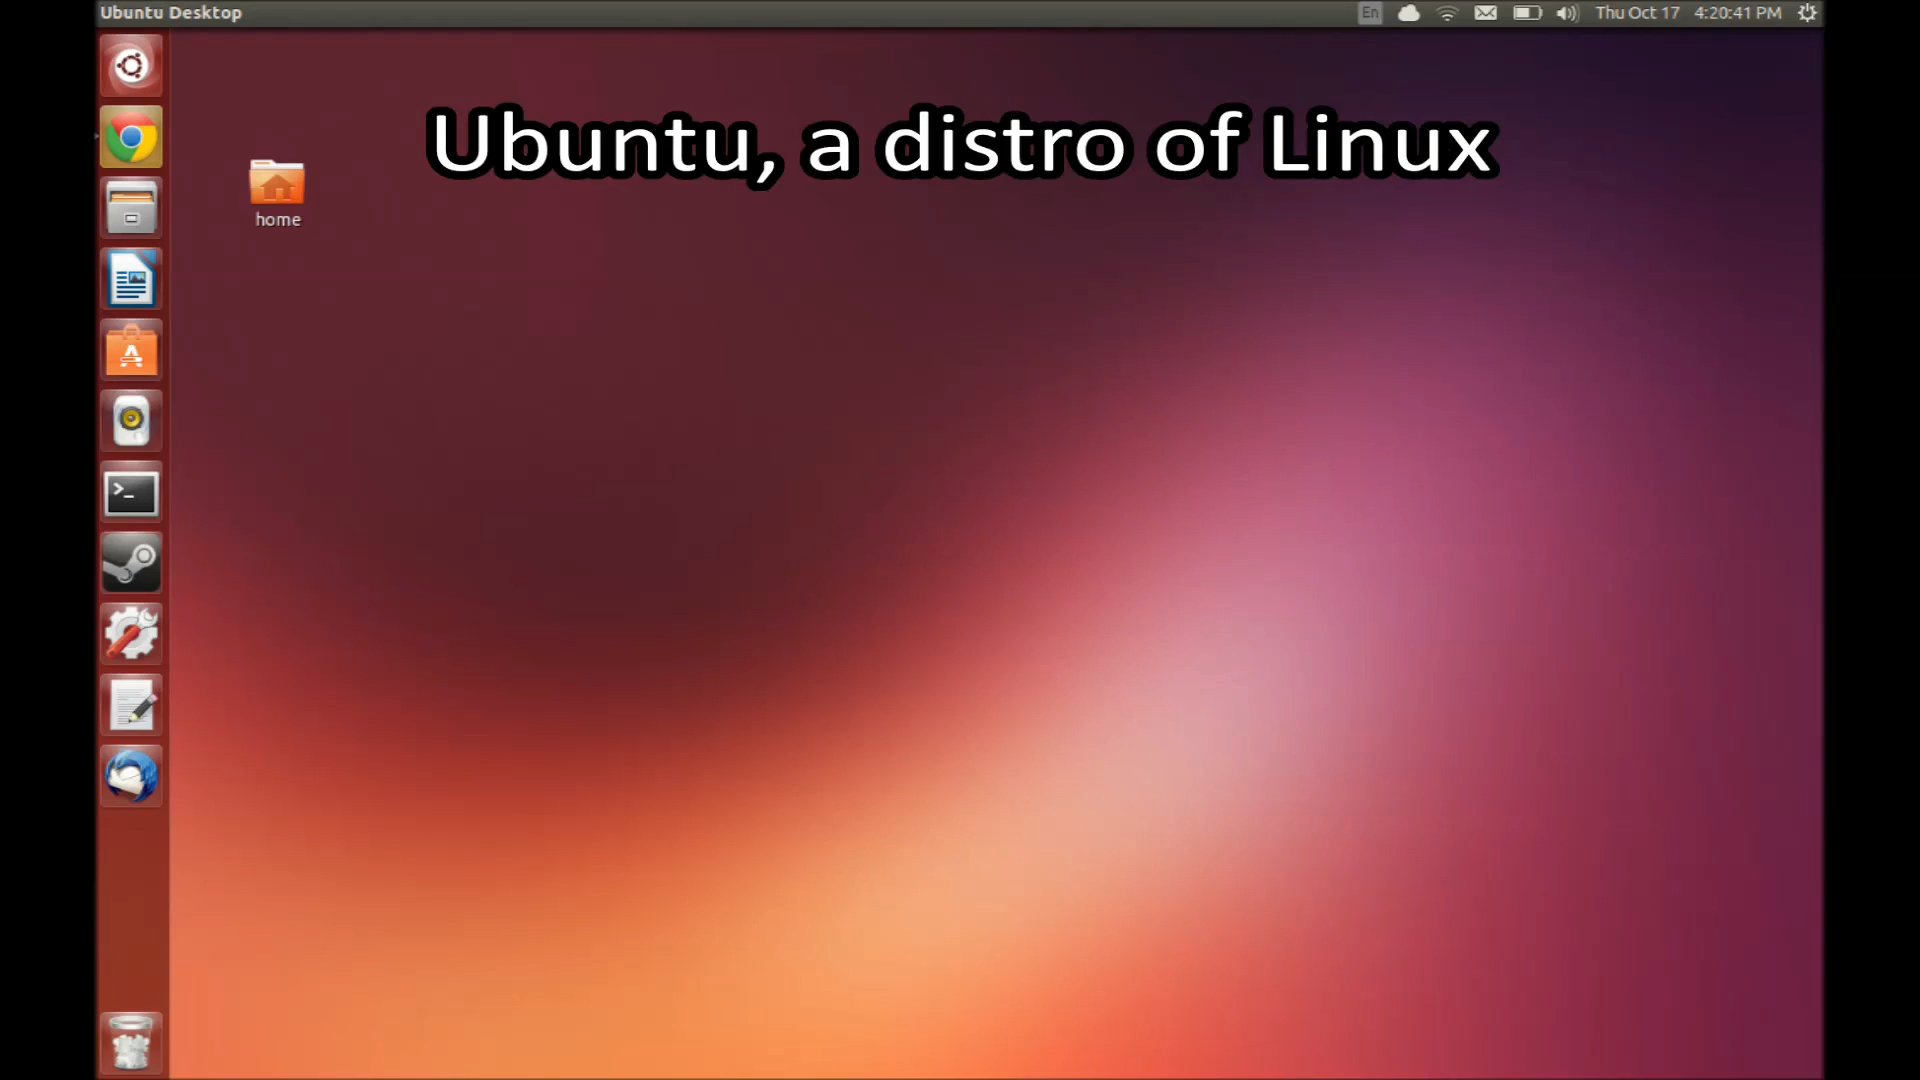 Ubuntu Desktop
En Thu Oct 17 4:20:41 PM
Ubuntu, a distro of Linux
home